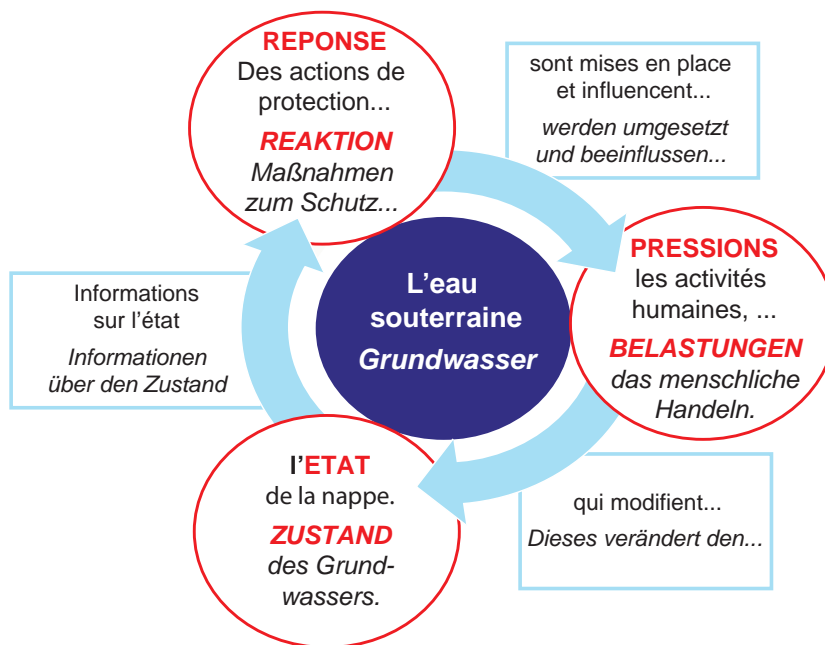 REPONSE
Des actions de
protection...
REAKTION
Maßnahmen
zum Schutz...
sont mises en place
et influencent...
werden umgesetzt
und beeinflussen...
PRESSIONS
les activités
humaines, ...
BELASTUNGEN
das menschliche
Handeln.
L'eau
souterraine
Grundwasser
Informations
sur l'état
Informationen
über den Zustand
l'ETAT
de la nappe.
ZUSTAND
des Grund-
wassers.
qui modifient...
Dieses verändert den...